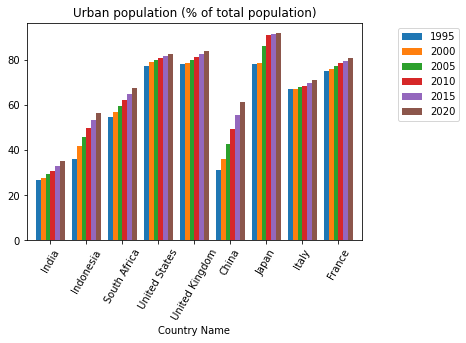 Urban population (% of total population)
80
60
40
20
0
India
Indonesia
South Africa
United States
United Kingdom
China
Japan
Italy
France
Country Name
1995
2000
2005
2010
2015
2020